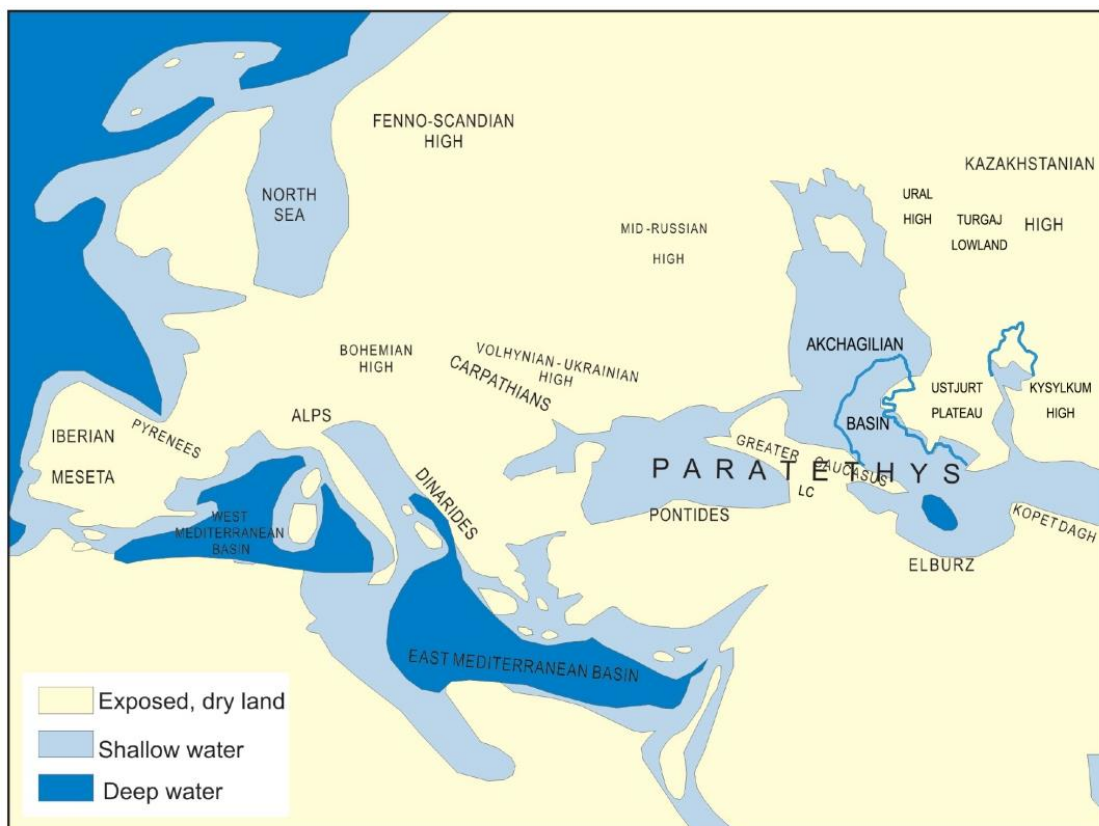 FENNO-SCANDIAN
HIGH
NORTH
SEA
KAZAKHSTANIAN
URAL
HIGH
TURGAJ
LOWLAND
HIGH
MID-RUSSIAN
HIGH
BOHEMIAN
HIGH
VOLHYNIAN-UKRAINIAN
HIGH
CARPATHIANS
AKCHAGILIAN
BASIN
USTJURT
PLATEAU
KYSYLKUM
HIGH
ALPS
PYRENEES
IBERIAN
MESETA
DINARIDES
GREATER CAUCASUS
PARATETHYS
LC
PONTIDES
KOPETDAGH
ELBURZ
WEST
MEDITERRANEAN
BASIN
EAST MEDITERRANEAN BASIN
Exposed, dry land
Shallow water
Deep water